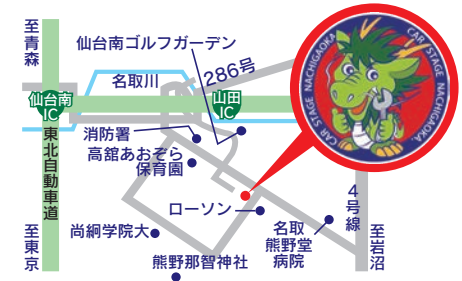 至青森
仙台南ゴルフガーデン
名取川
286号
仙台南
IC
山田
IC
CAR STAGE NACHIGAOKA
CAR STAGE NACHIGAOKA
消防署
高舘あおぞら
保育園
東北自動車道
ローソン
4号線
尚絅学院大
名取
熊野堂
病院
至東京
至岩沼
熊野那智神社